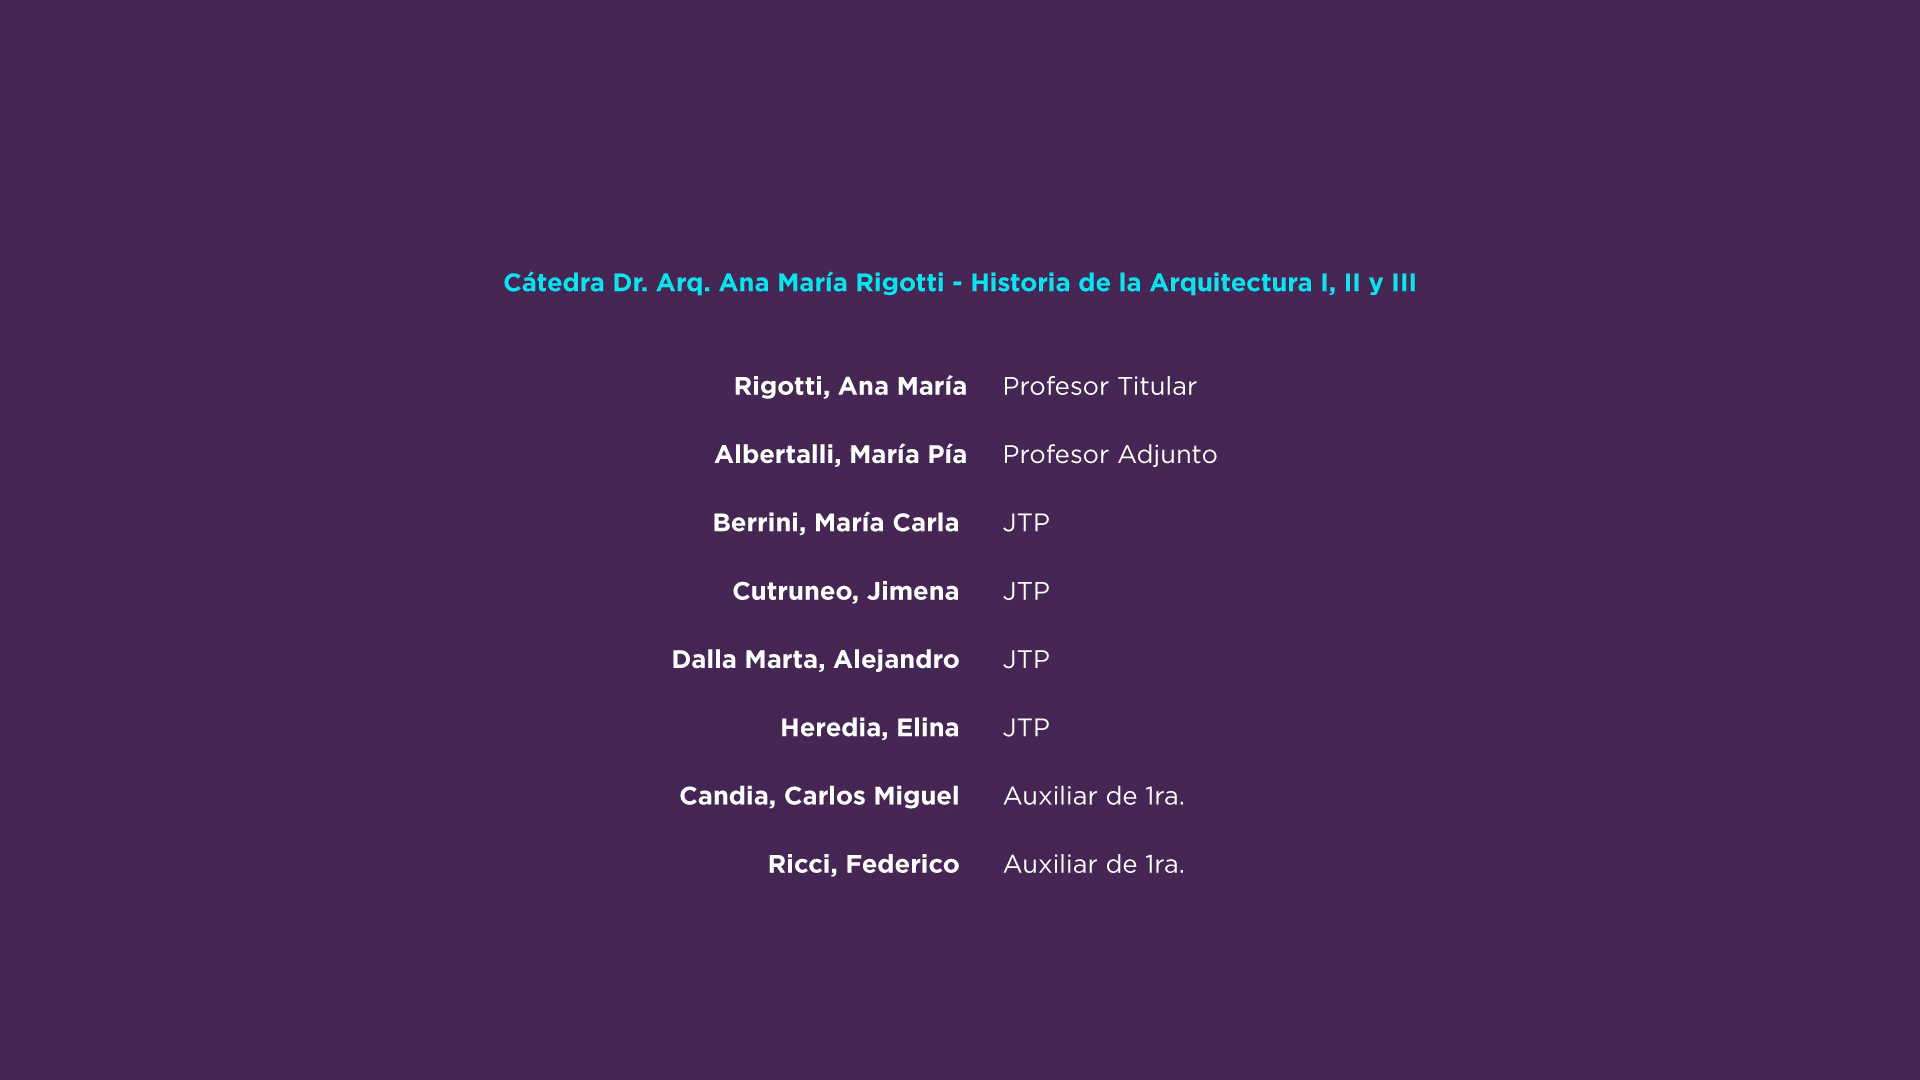 Cátedra Dr. Arq. Ana María Rigotti - Historia de la Arquitectura I, II y III
Rigotti, Ana María Profesor Titular
Albertalli, María Pía Profesor Adjunto
Berrini, María Carla JTP
Cutruneo, Jimena JTP
Dalla Marta, Alejandro JTP
Heredia, Elina JTP
Candia, Carlos Miguel Auxiliar de 1ra.
Ricci, Federico Auxiliar de 1ra.